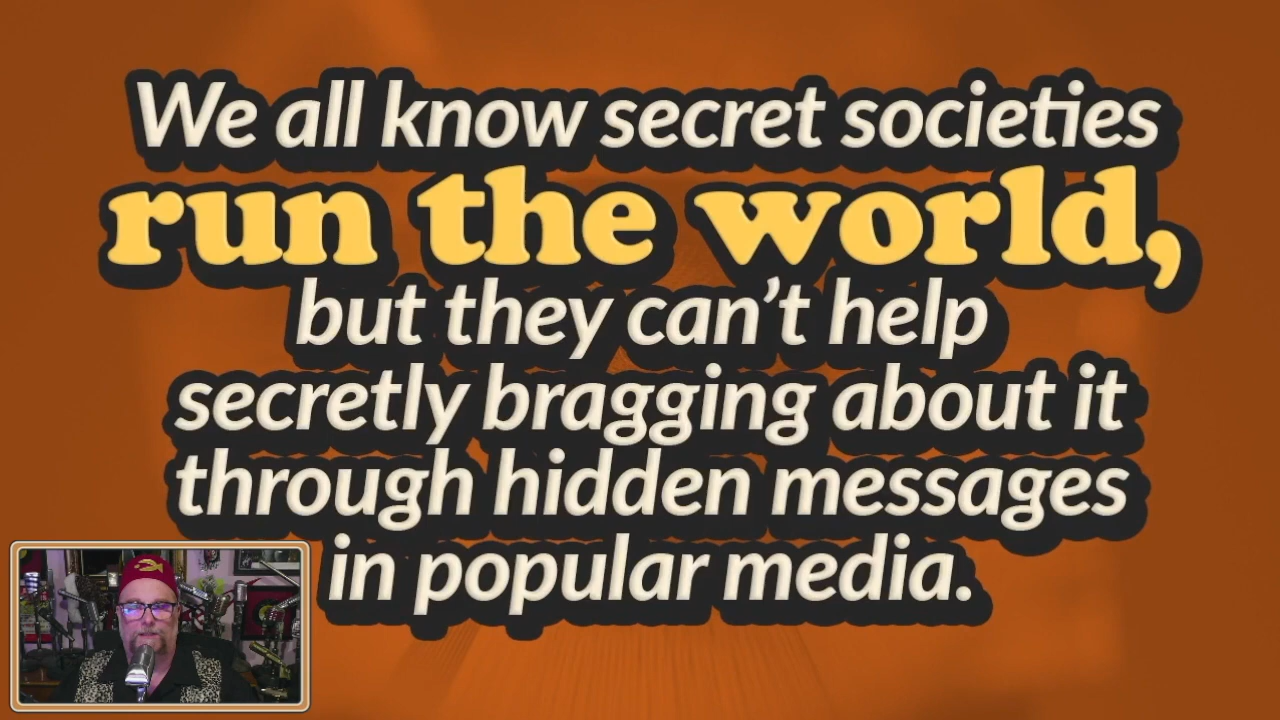 We all know secret societies
run the world,
but they can't help
secretly bragging about it
through hidden messages
in popular media.